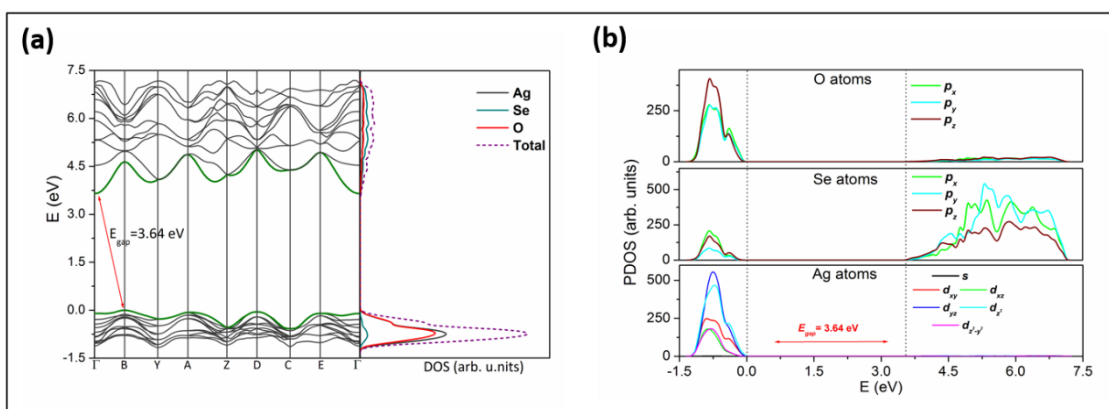 (a)
7.5
6.0
4.5
3.0
1.5
0.0
-1.5
E (eV)
E gap =3.64 eV
Γ B Y A Z D C E Γ
DOS (arb. u.nits)
Ag
Se
O
Total
(b)
O atoms
250
0
p x
p y
p z
Se atoms
500
250
0
p x
p y
p z
Ag atoms
500
250
0
s
d xy d xz
d yz d z²
d z²-y²
E gap = 3.64 eV
PDOS (arb. units)
-1.5 0.0 1.5 3.0 4.5 6.0 7.5
E (eV)